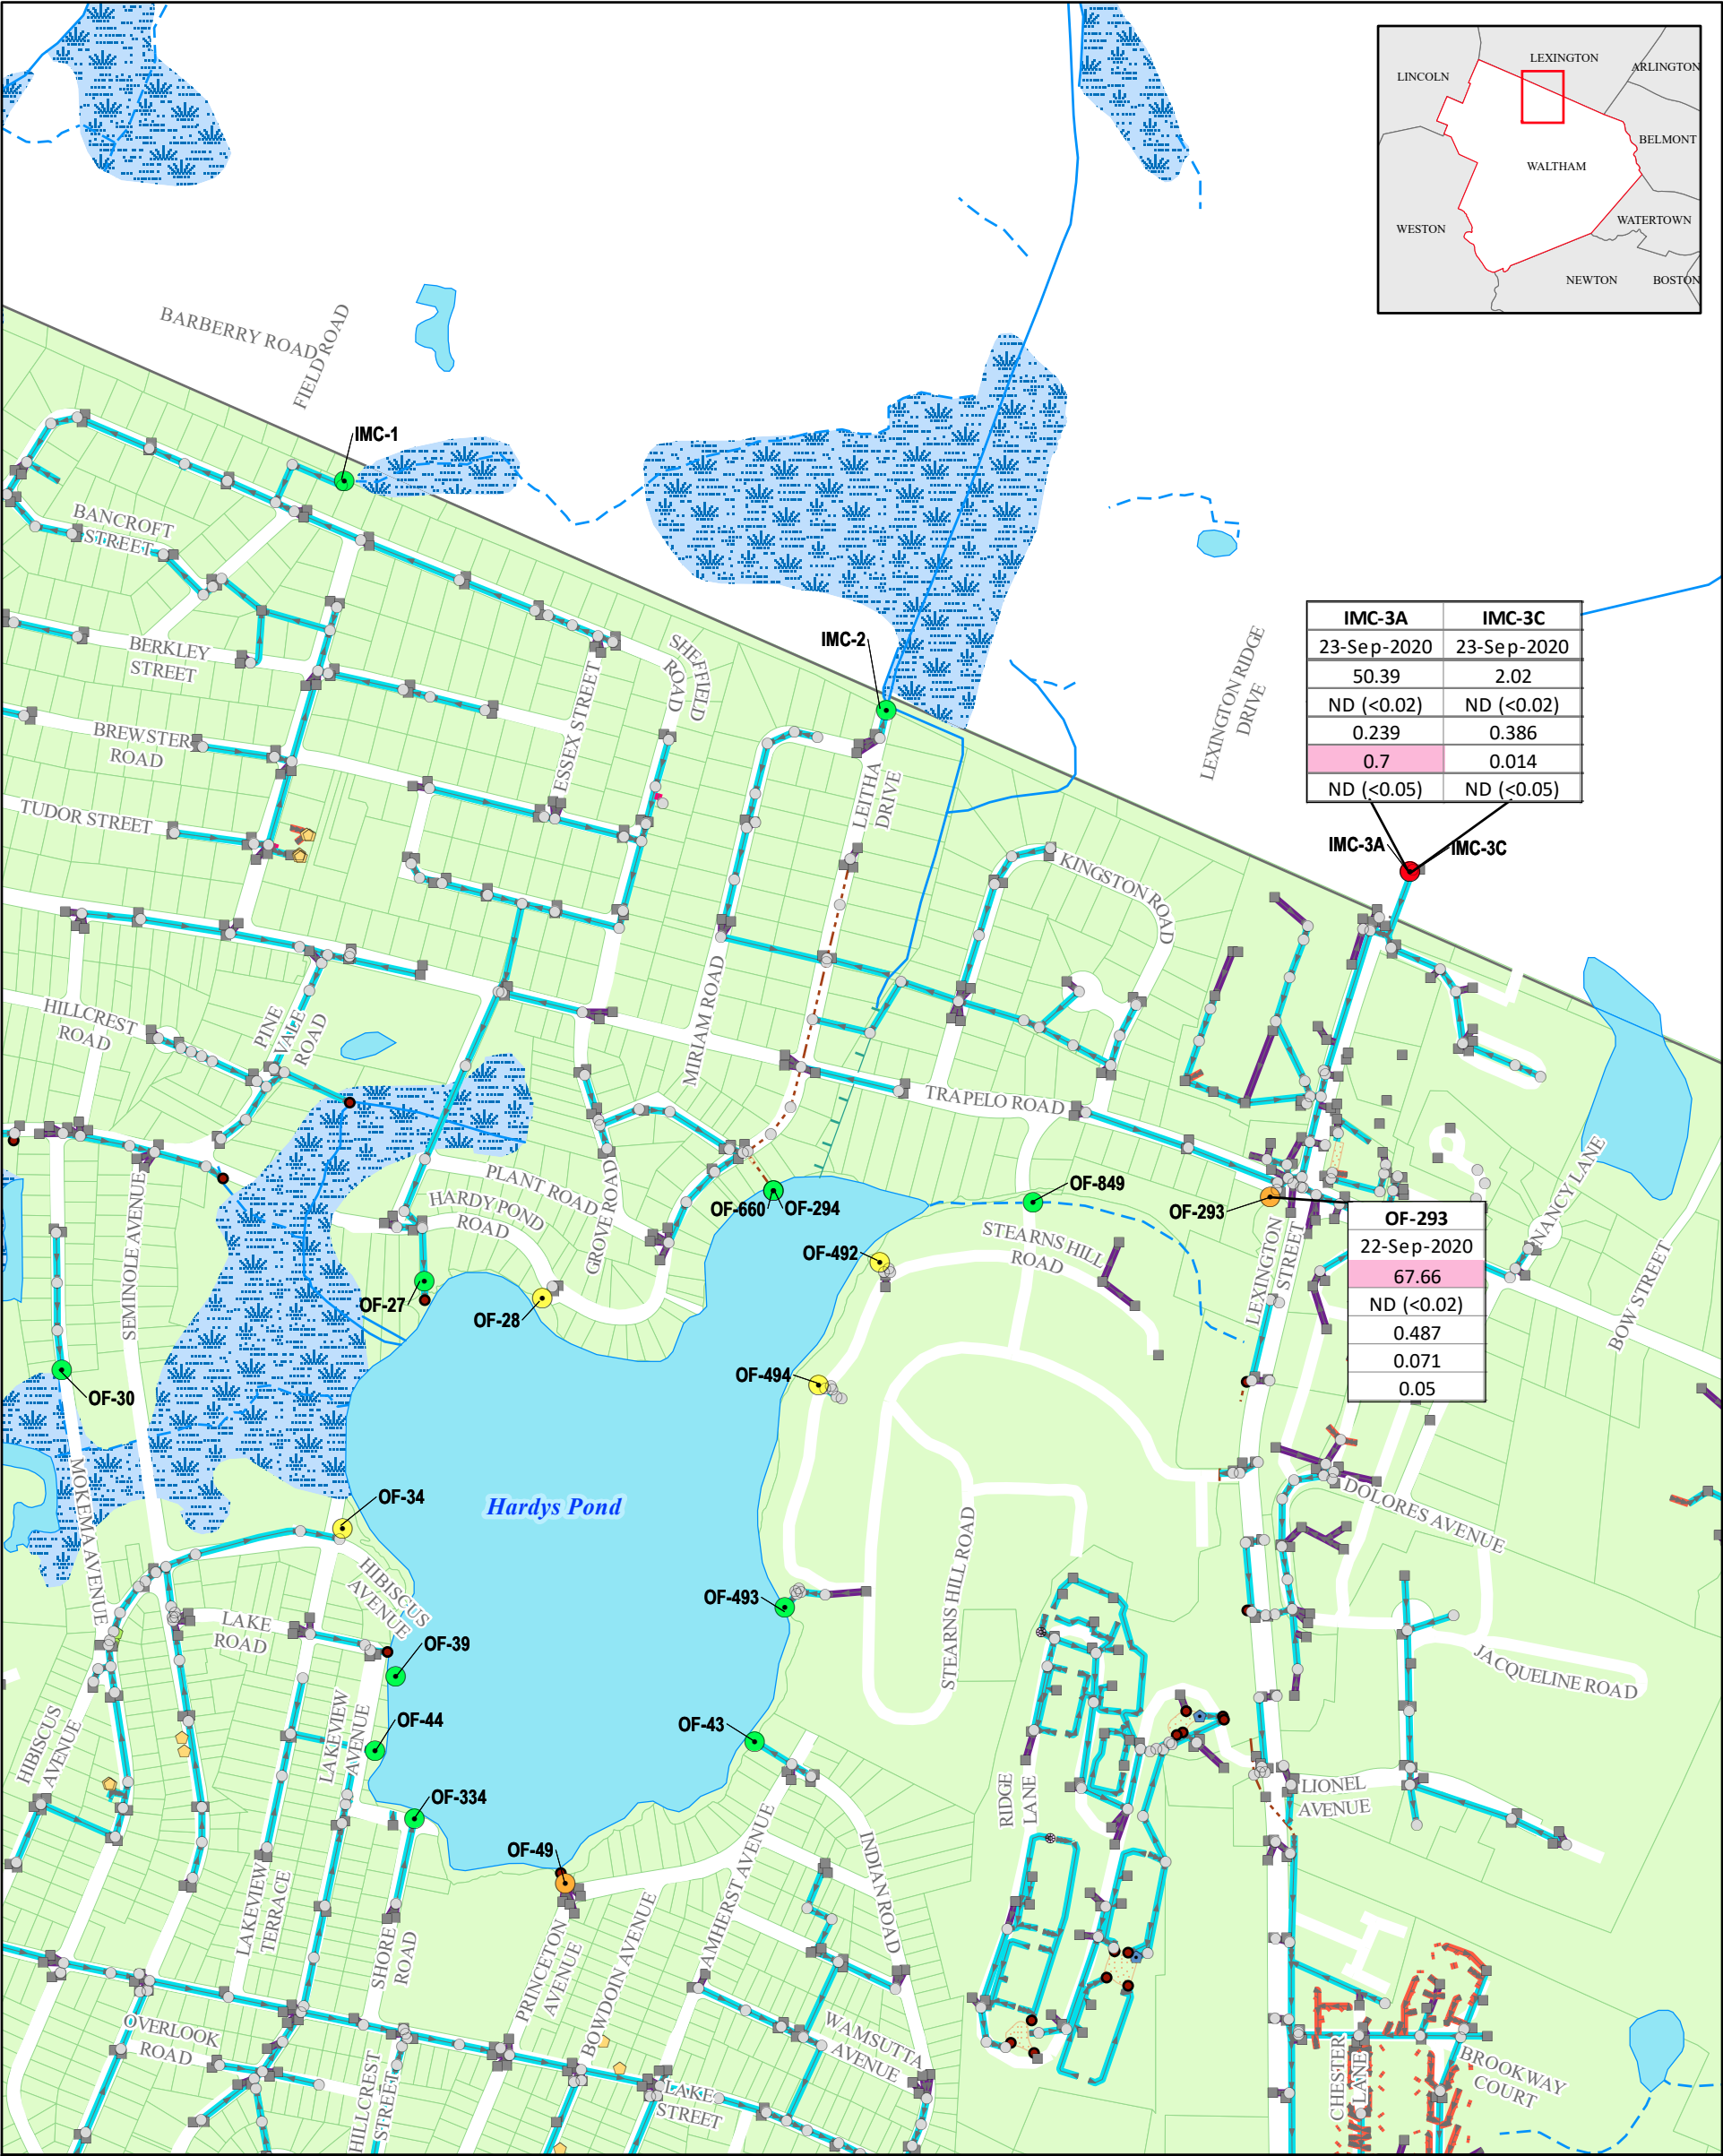 LEXINGTON
ARLINGTON
LINCOLN
BELMONT
WALTHAM
WATERTOWN
WESTON
NEWTON
BOSTON
BARBERRY ROAD
FIELD ROAD
IMC-1
BANCROFT
STREET
BERKLEY
STREET
BREWSTER
ROAD
TUDOR STREET
ESSEX STREET
SHEFFIELD
ROAD
IMC-2
LEITHA
DRIVE
LEXINGTON RIDGE
DRIVE
IMC-3A IMC-3C
23-Sep-2020 23-Sep-2020
50.39 2.02
ND (<0.02) ND (<0.02)
0.239 0.386
0.7 0.014
ND (<0.05) ND (<0.05)
IMC-3A
IMC-3C
KINGSTON ROAD
HILLCREST
ROAD
PINE
VALE
ROAD
MIRIAM ROAD
TRAPELO ROAD
SEMINOLE AVENUE
PLANT ROAD
HARDY POND
ROAD
GROVE ROAD
OF-660
OF-294
OF-849
OF-293
STEARNS HILL
ROAD
LEXINGTON
STREET
NANCY LANE
BOW STREET
OF-293
22-Sep-2020
67.66
ND (<0.02)
0.487
0.071
0.05
OF-492
OF-27
OF-28
OF-494
OF-30
MOKEMA AVENUE
OF-34
Hardys Pond
HIBISCUS
AVENUE
DOLORES AVENUE
STEARNS HILL ROAD
OF-493
LAKE
ROAD
OF-39
JACQUELINE ROAD
HIBISCUS
AVENUE
LAKEVIEW
AVENUE
OF-44
OF-43
OF-334
RIDGE
LANE
LIONEL
AVENUE
OF-49
LAKEVIEW
TERRACE
SHORE
ROAD
PRINCETON
AVENUE
BOWDOIN AVENUE
AMHERST AVENUE
INDIAN ROAD
OVERLOOK
ROAD
HILLCREST
STREET
WAMSUTTA
AVENUE
LAKE
STREET
CHESTER
LANE
BROOKWAY
COURT